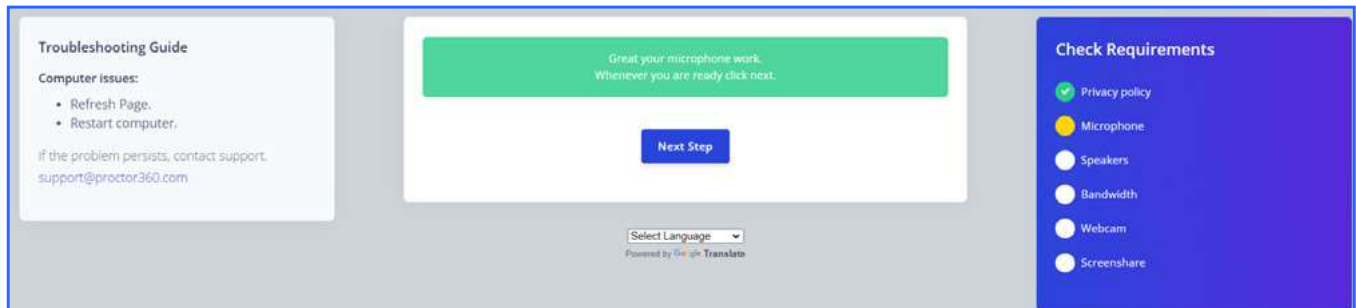 Troubleshooting Guide
Computer issues:
• Refresh Page.
• Restart computer.
if the problem persists, contact support.
support@proctor360.com
Great your microphone work.
Whenever you are ready click next.
Next Step
Select Language
Powered by Google Translate
Check Requirements
Privacy policy
Microphone
Speakers
Bandwidth
Webcam
Screenshare